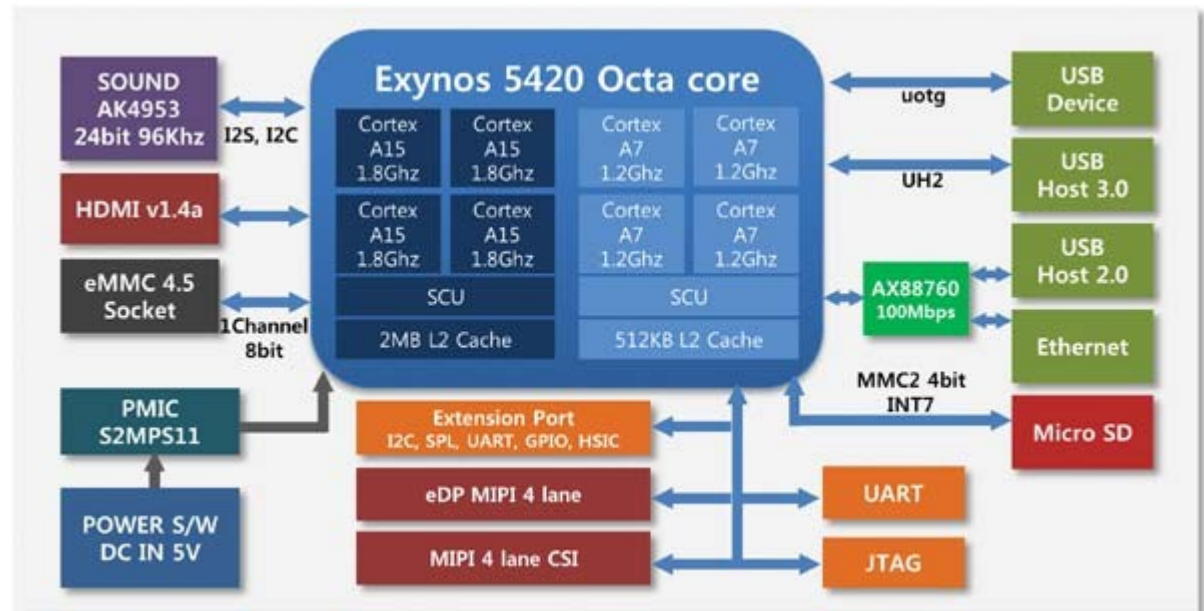 Exynos 5420 Octa core
SOUND
AK4953
24bit 96Khz
I2S, I2C
HDMI v1.4a
eMMC 4.5
Socket
1Channel
8bit
PMIC
S2MPS11
POWER S/W
DC IN 5V
Cortex
A15
1.8Ghz
Cortex
A15
1.8Ghz
Cortex
A15
1.8Ghz
Cortex
A15
1.8Ghz
SCU
2MB L2 Cache
Cortex
A7
1.2Ghz
Cortex
A7
1.2Ghz
Cortex
A7
1.2Ghz
Cortex
A7
1.2Ghz
SCU
512KB L2 Cache
uotg
USB
Device
UH2
USB
Host 3.0
USB
Host 2.0
AX88760
100Mbps
Ethernet
MMC2 4bit
INT7
Micro SD
Extension Port
I2C, SPL, UART, GPIO, HSIC
eDP MIPI 4 lane
MIPI 4 lane CSI
UART
JTAG